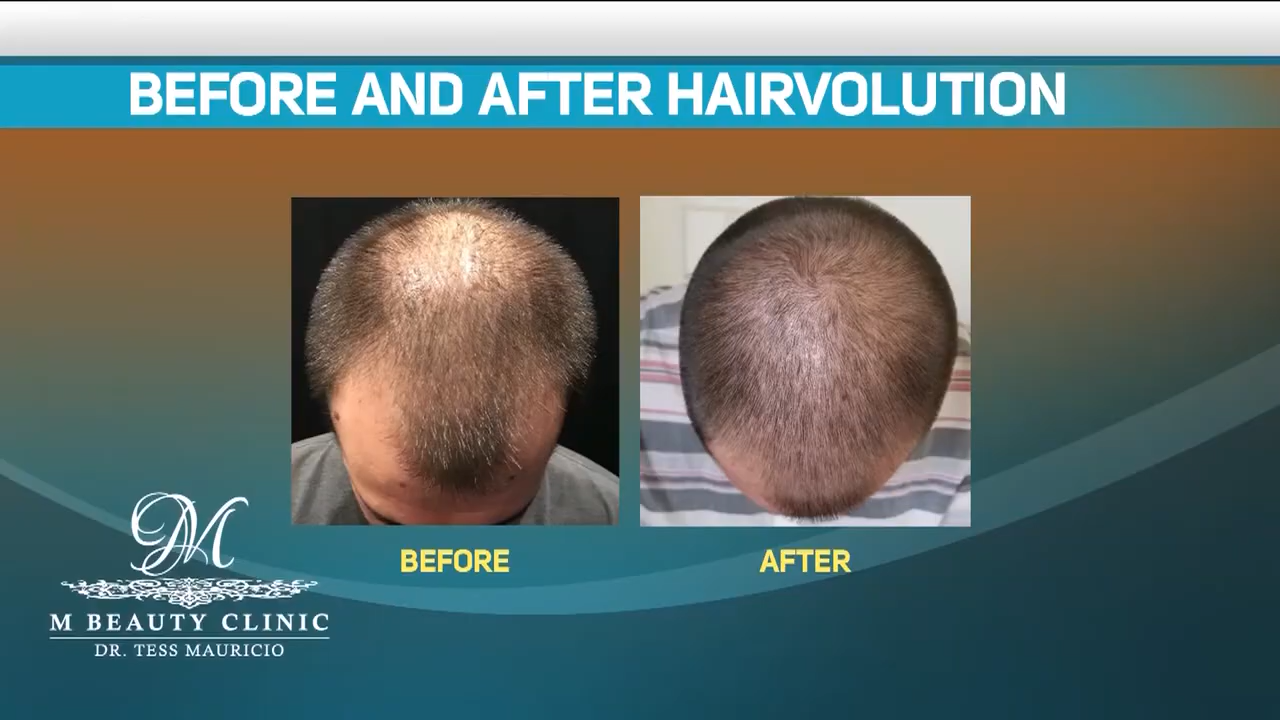 BEFORE AND AFTER HAIRVOLUTION
BEFORE
AFTER
M
M BEAUTY CLINIC
DR. TESS MAURICIO